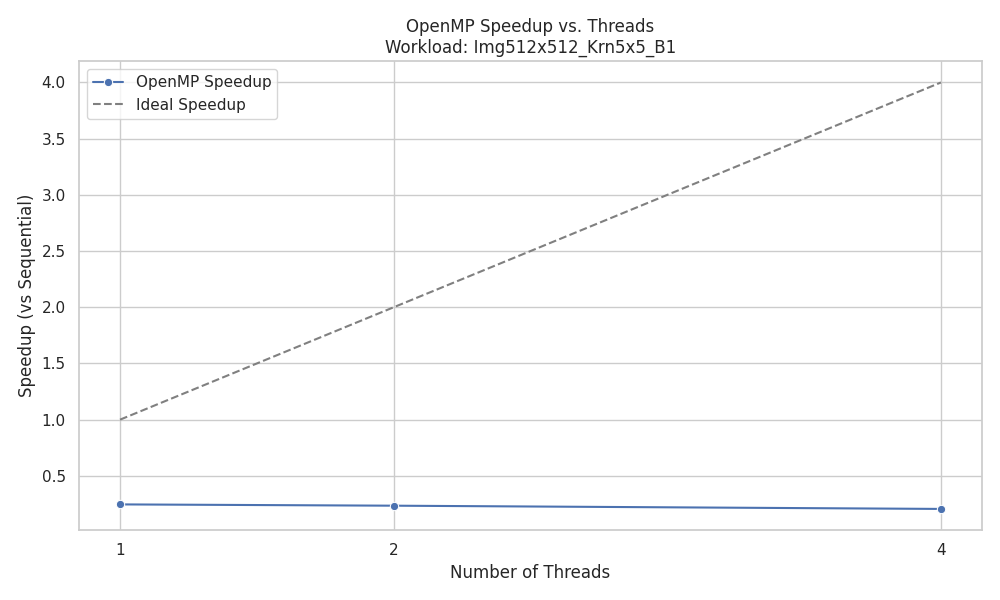 OpenMP Speedup vs. Threads
Workload: Img512x512_Krn5x5_B1
OpenMP Speedup
Ideal Speedup
Speedup (vs Sequential)
4.0
3.5
3.0
2.5
2.0
1.5
1.0
0.5
1
2
4
Number of Threads